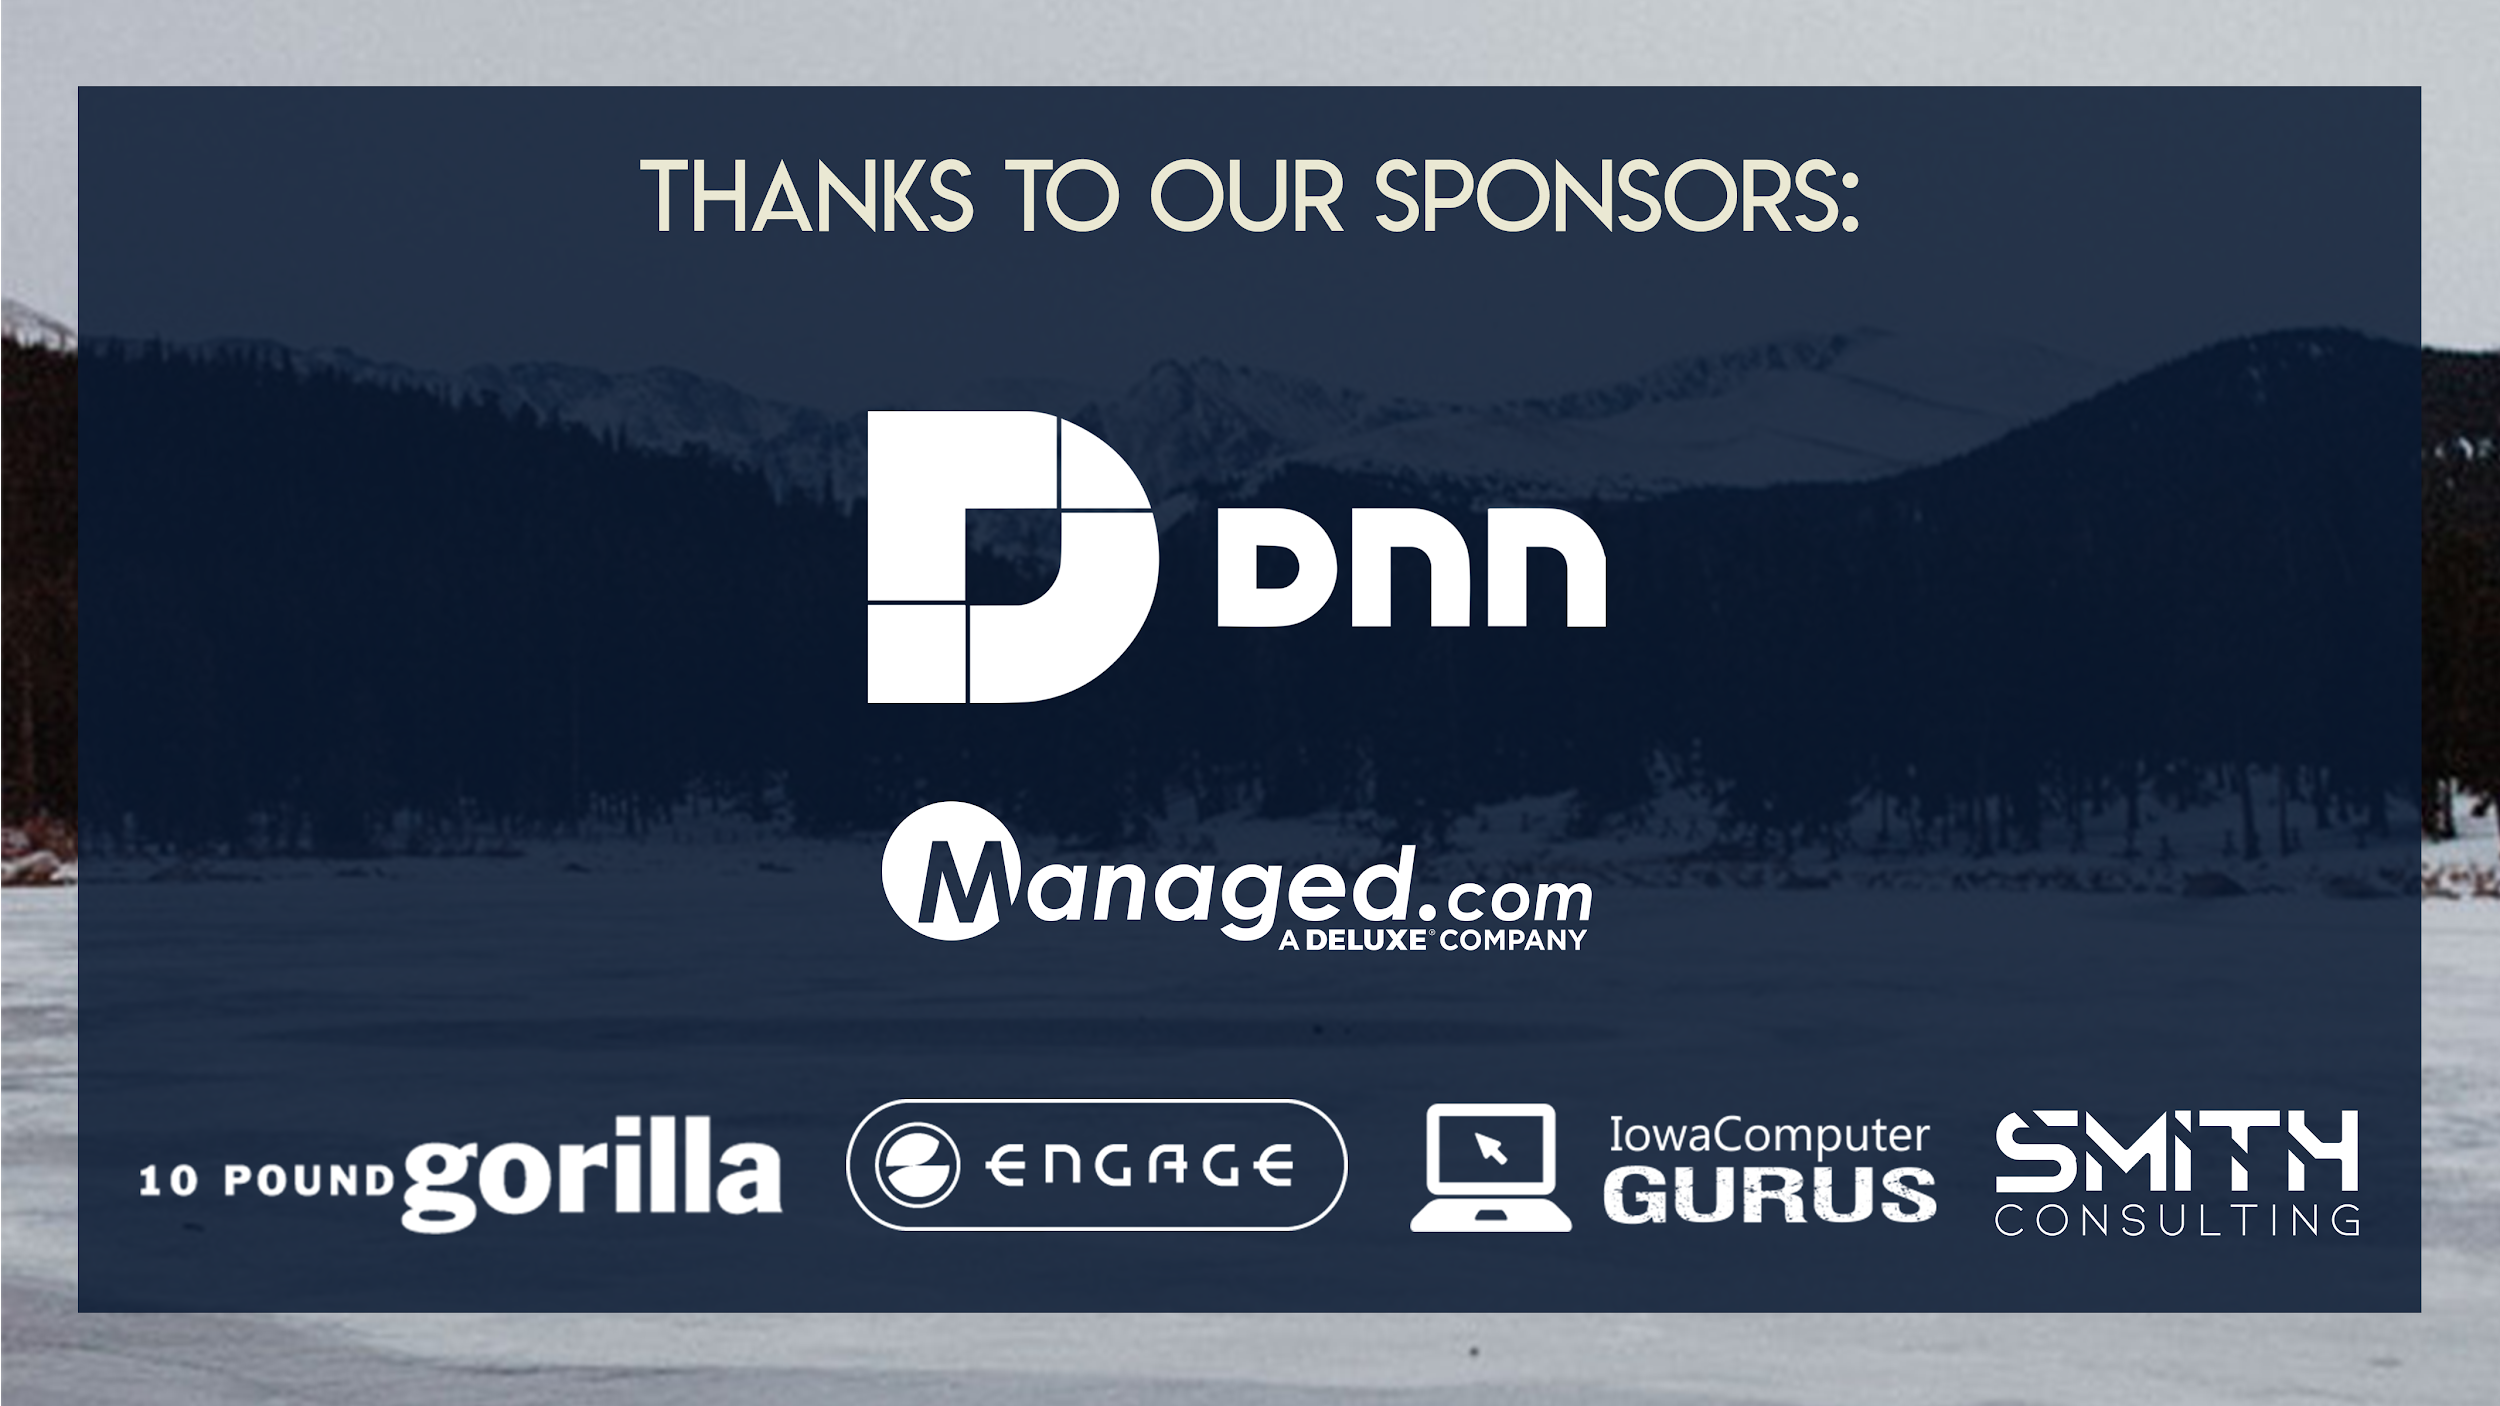 THANKS TO OUR SPONSORS:
Dnn
Managed.com
A DELUXE® COMPANY
10 POUND gorilla
ENGAGE
IowaComputer
GURUS
SMITH
CONSULTING